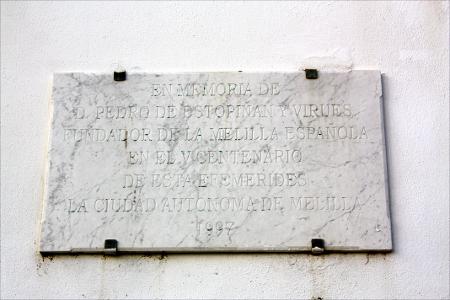 EN MEMORIA DE
D. PEDRO DE ESTOPIÑAN Y VIRUES
FUNDADOR DE LA MELILLA ESPAÑOLA
EN EL V CENTENARIO
DE ESTA EFEMERIDES
LA CIUDAD AUTONOMA DE MELILLA
1997